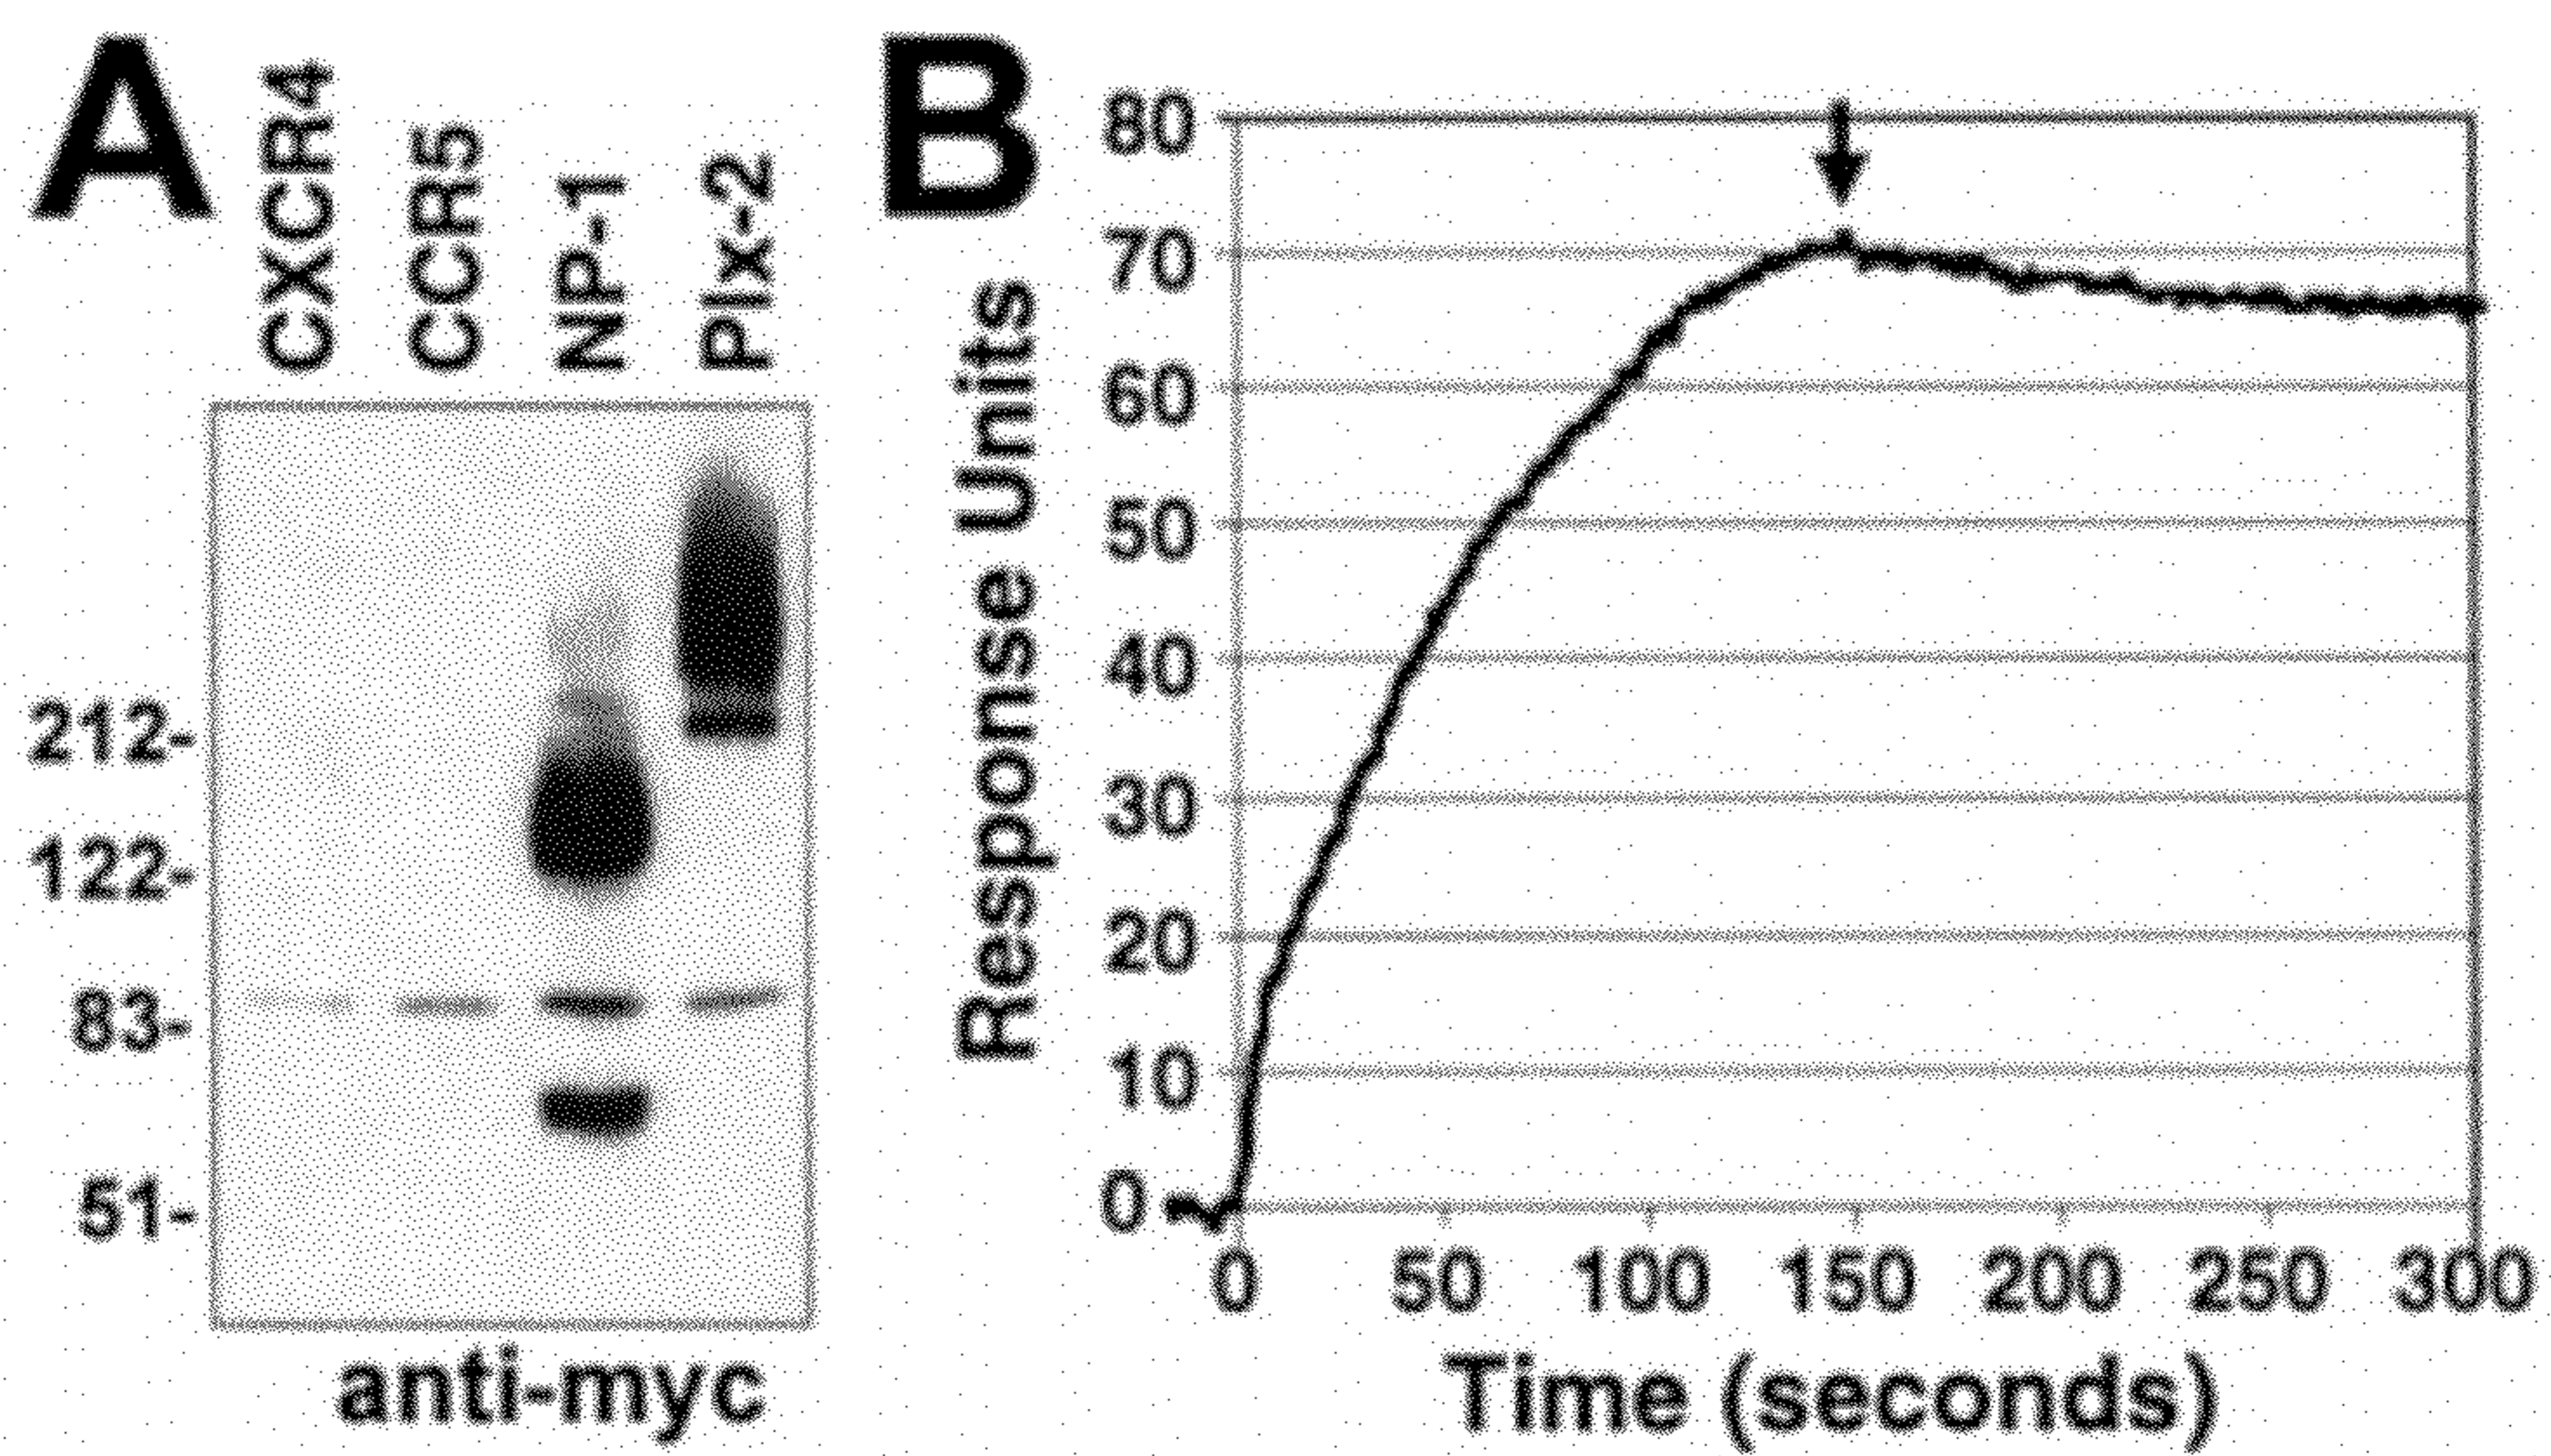 A
CXCR4
CCR5
NP-1
Plx-2
212-
122-
83-
51-
anti-myc
B
Response Units
80
70
60
50
40
30
20
10
0
0 50 100 150 200 250 300
Time (seconds)